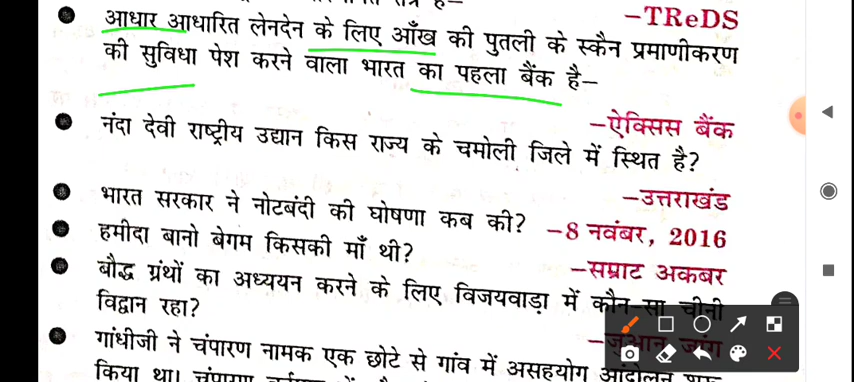 –TReDS
आधार आधारित लेनदेन के लिए आँख की पुतली के स्कैन प्रमाणीकरण
की सुविधा पेश करने वाला भारत का पहला बैंक है–
–ऐक्सिस बैंक
नंदा देवी राष्ट्रीय उद्यान किस राज्य के चमोली जिले में स्थित है?
–उत्तराखंड
भारत सरकार ने नोटबंदी की घोषणा कब की? –8 नवंबर, 2016
हमीदा बानो बेगम किसकी माँ थी?
–सम्राट अकबर
बौद्ध ग्रंथों का अध्ययन करने के लिए विजयवाड़ा में कौन-सा चीनी
विद्वान रहा?
गांधीजी ने चंपारण नामक एक छोटे से गांव में असहयोग आंदोलन
किया था।